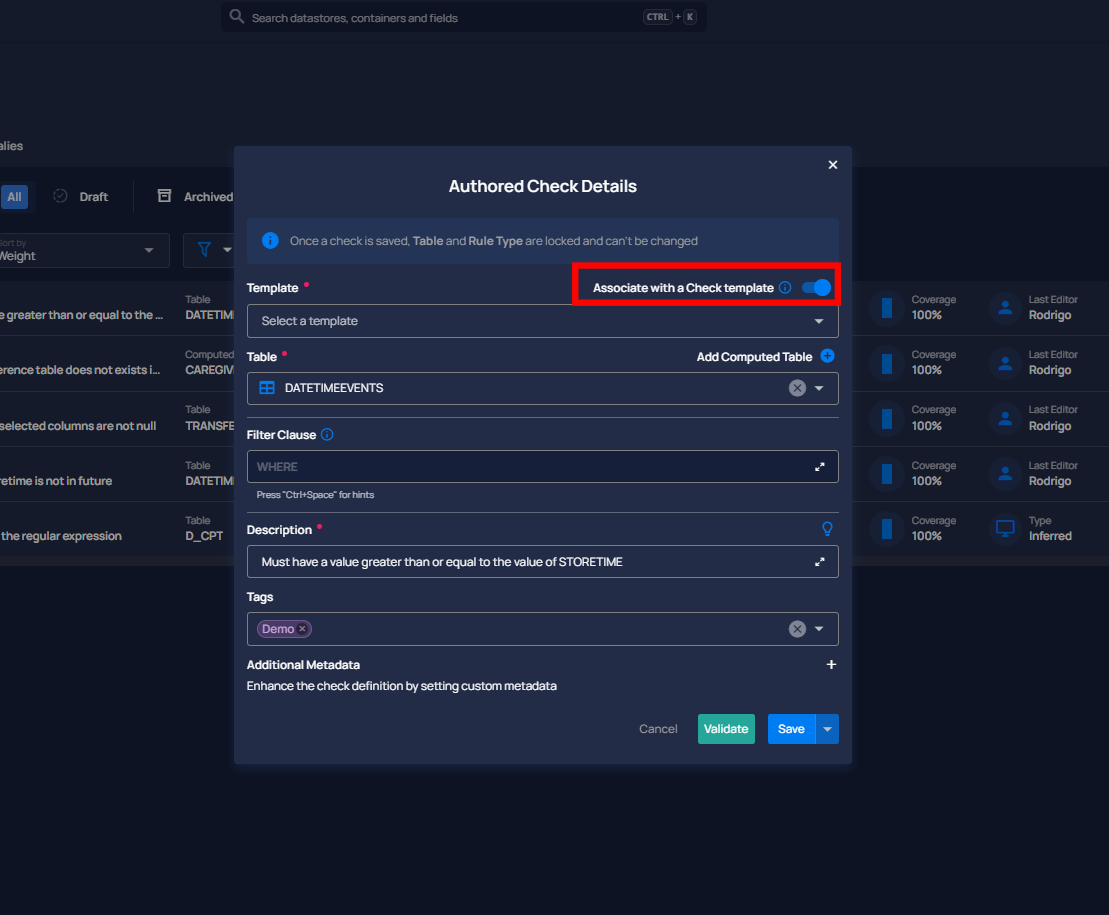 Search datastores, containers and fields CTRL + K
alies
All Draft Archived
Sort by
Weight
Authored Check Details
Once a check is saved, Table and Rule Type are locked and can't be changed
Template • Associate with a Check template
Select a template
Table • Add Computed Table
DATETIMEEVENTS
Filter Clause
WHERE
Press "Ctrl+Space" for hints
Description •
Must have a value greater than or equal to the value of STORETIME
Tags
Demo
Additional Metadata
Enhance the check definition by setting custom metadata
Cancel Validate Save
e greater than or equal to the ...
Table
DATETIM
Coverage
100%
Last Editor
Rodrigo
erence table does not exists i...
Computed
CAREGIV
Coverage
100%
Last Editor
Rodrigo
selected columns are not null
Table
TRANSFE
Coverage
100%
Last Editor
Rodrigo
retime is not in future
Table
DATETIM
Coverage
100%
Last Editor
Rodrigo
the regular expression
Table
D_CPT
Coverage
100%
Type
Inferred